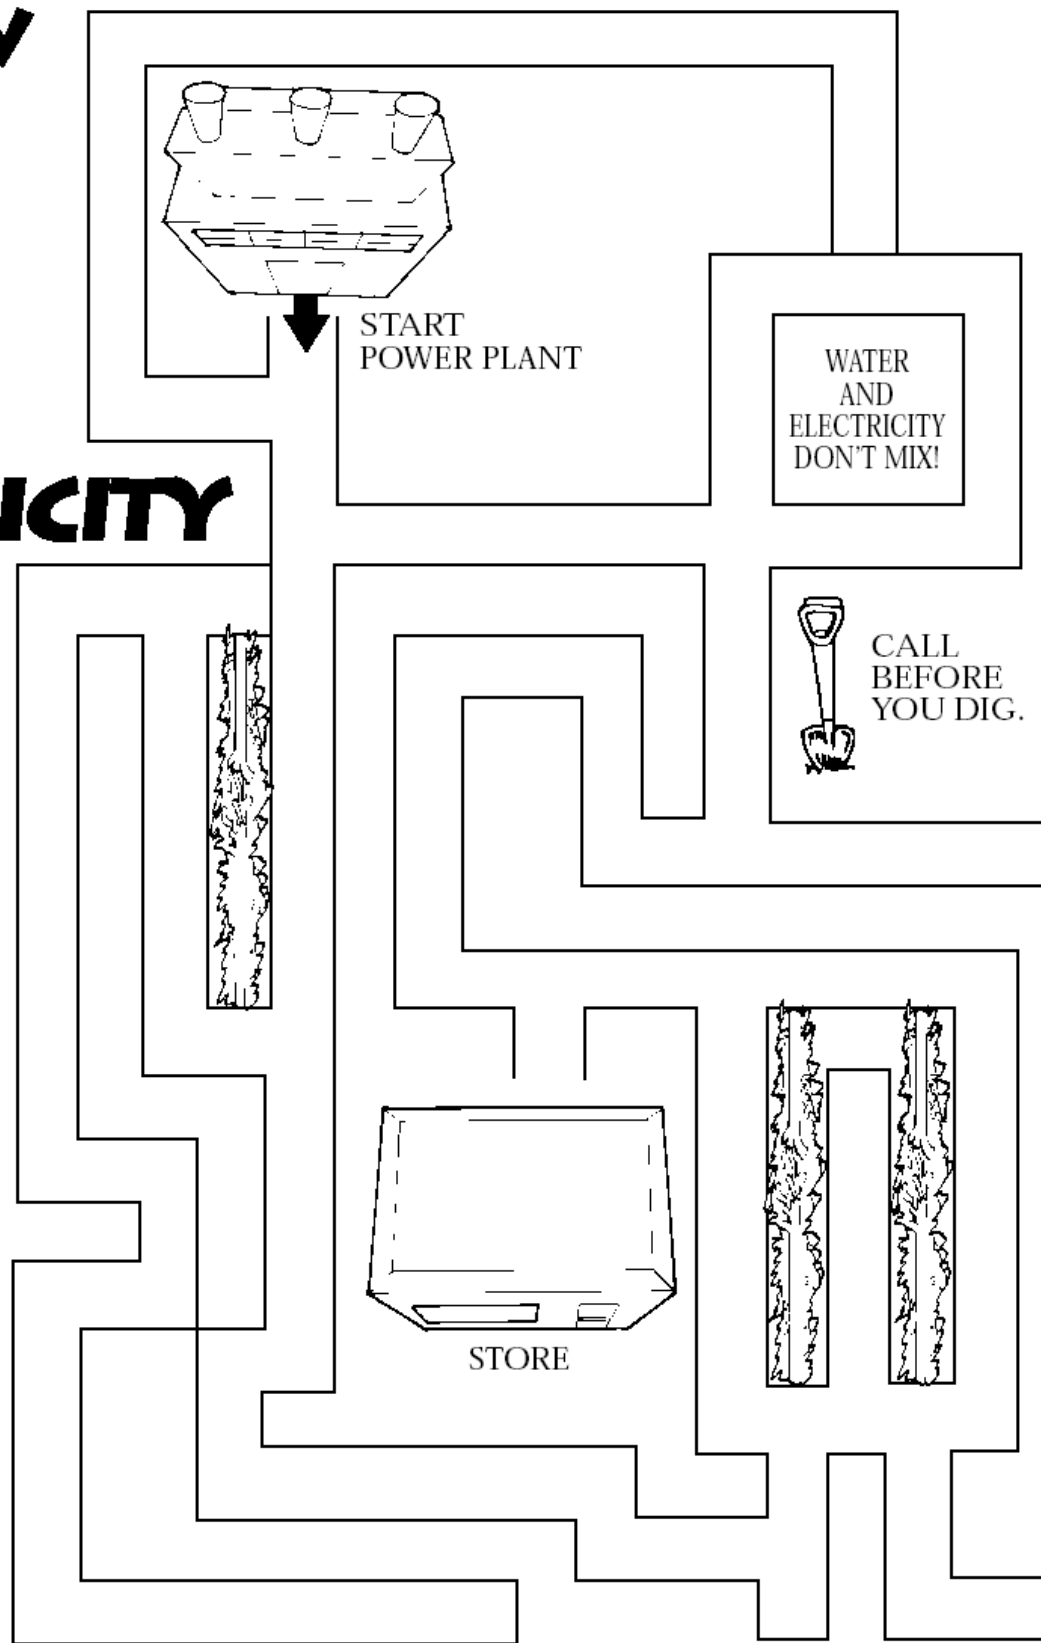 START
POWER PLANT
WATER
AND
ELECTRICITY
DON'T MIX!
ICITY
CALL
BEFORE
YOU DIG.
STORE